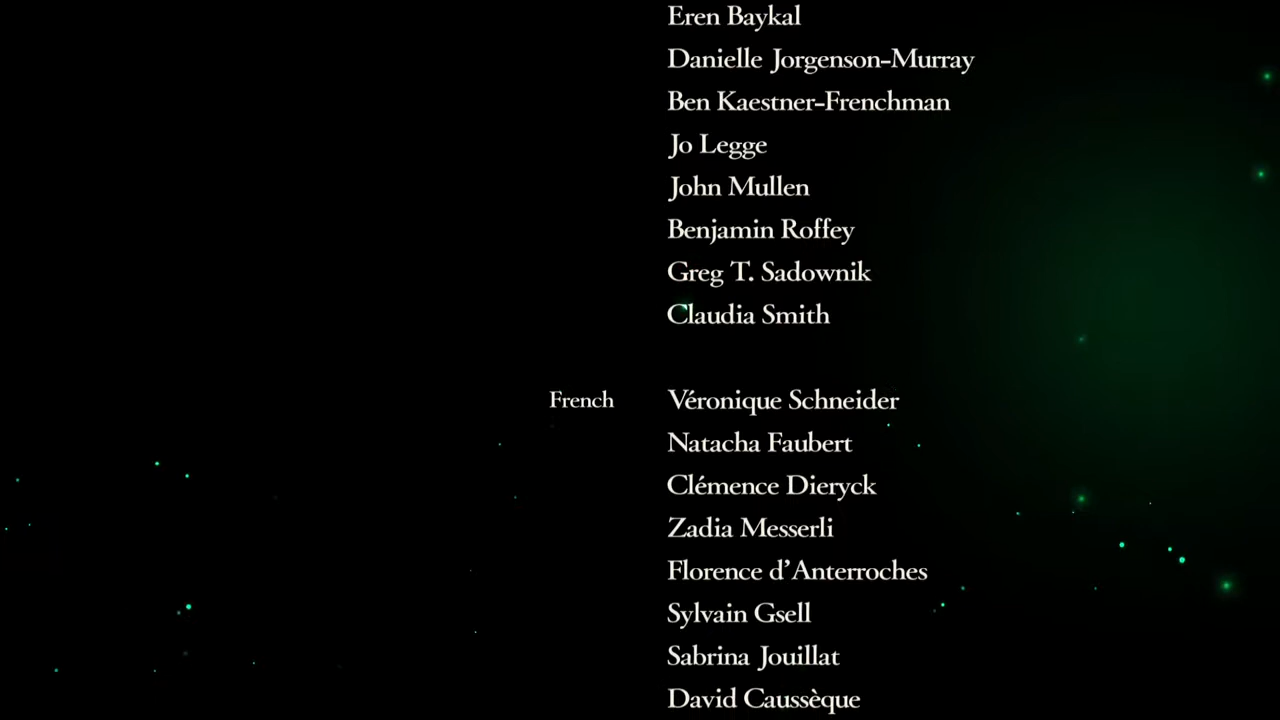 Eren Baykal
Danielle Jorgenson-Murray
Ben Kaestner-Frenchman
Jo Legge
John Mullen
Benjamin Roffey
Greg T. Sadownik
Claudia Smith
French Véronique Schneider
Natacha Faubert
Clémence Dieryck
Zadia Messerli
Florence d’Anterroches
Sylvain Gsell
Sabrina Jouillat
David Caussèque